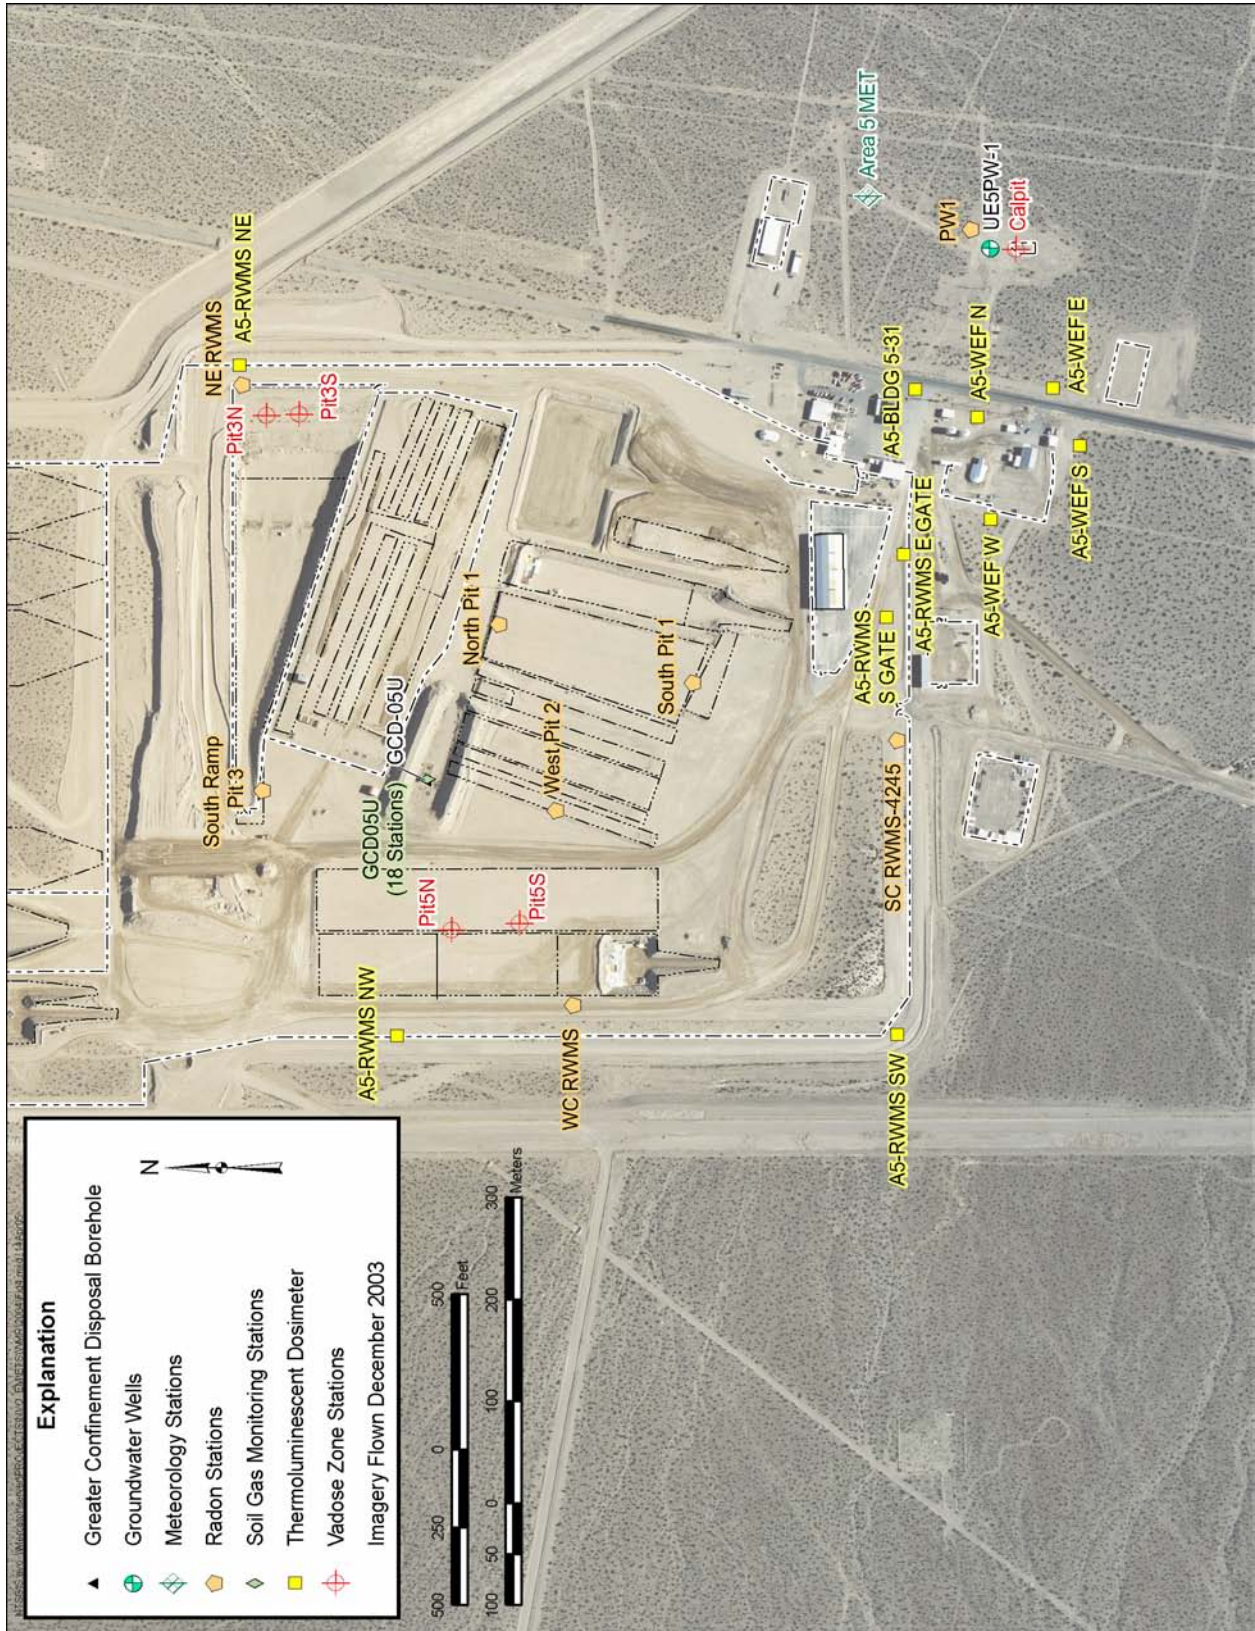 Explanation
Greater Confinement Disposal Borehole
Groundwater Wells
Meteorology Stations
Radon Stations
Soil Gas Monitoring Stations
Thermoluminescent Dosimeter
Vadose Zone Stations
Imagery Flown December 2003
N
500
250
0
500
Feet
100
50
0
100
200
300
Meters
A5-RWMS NW
WC RWMS
A5-RWMS SW
South Ramp
Pit 3
GCD05U
(18 Stations)
GCD-05U
Pit5N
Pit5S
West Pit 2
North Pit 1
South Pit 1
SC RWMS-4245
NE RWMS
A5-RWMS NE
Pit3N
Pit3S
A5-RWMS
S GATE
A5-RWMS E GATE
A5-BLDG 5-31
A5-WEF W
A5-WEF N
A5-WEF S
A5-WEF E
Area 5 MET
PW1
UE5PW-1
Calpit